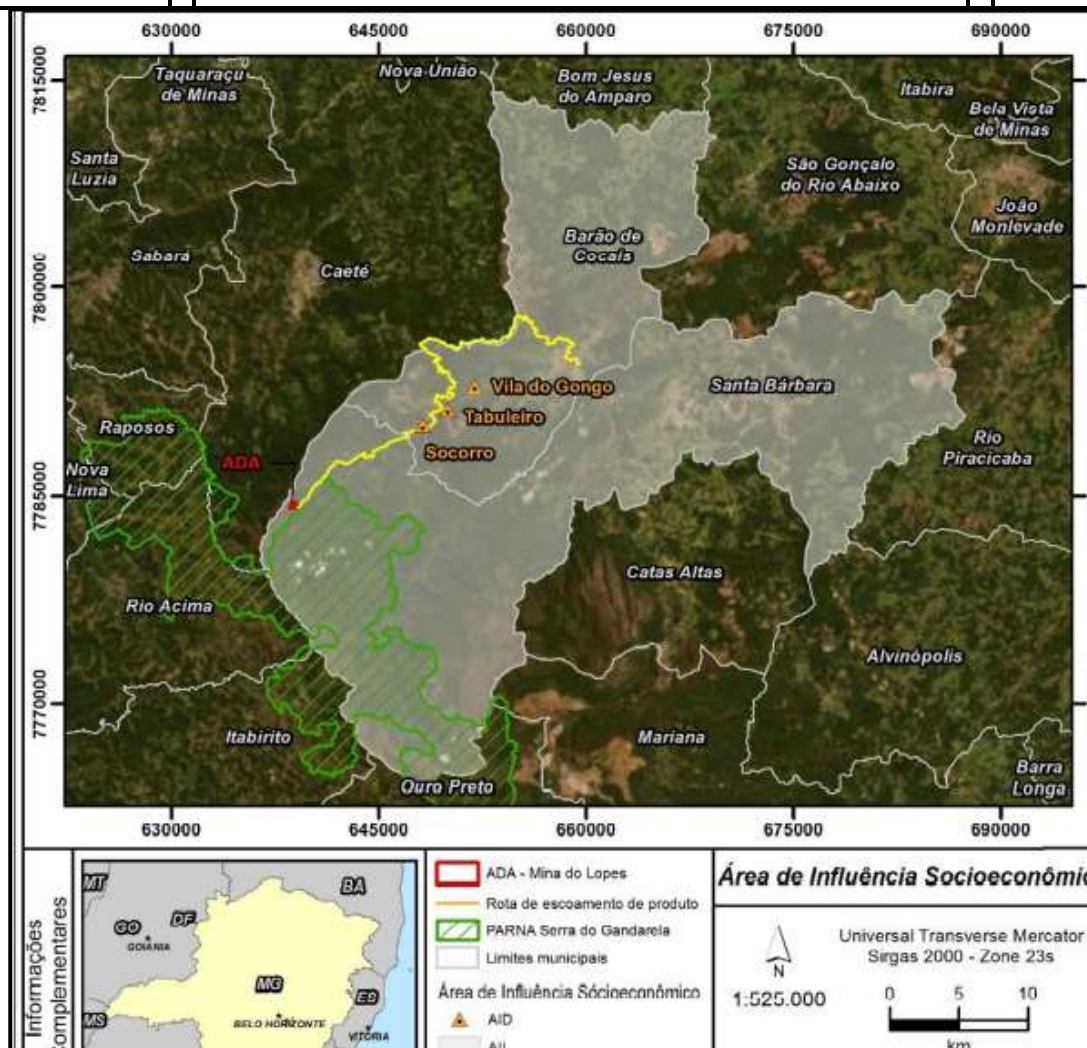 630000 645000 660000 675000 690000
7815000
7800000
7785000
7770000
Taquaraçu
de Minas
Nova União
Bom Jesus
do Amparo
Itabira
Bela Vista
de Minas
Santa
Luzia
São Gonçalo
do Rio Abaixo
João
Monlevade
Sabará
Caeté
Barão de
Cocais
Vila do Gongo
Santa Bárbara
Tabuleiro
Raposos
Socorro
Rio
Piracicaba
ADA
Nova
Lima
Catas Altas
Rio Acima
Alvinópolis
Itabirito
Mariana
Ouro Preto
Barra
Longa
630000 645000 660000 675000 690000
Informações
Complementares
MT
BA
GO
DF
GOIANIA
MG
ES
MS
BELO HORIZONTE
VITORIA
ADA - Mina do Lopes
Rota de escoamento de produto
PARNA Serra do Gandarela
Limites municipais
Área de Influência Sócioeconômico
AID
AII
Área de Influência Socioeconômic
N
Universal Transverse Mercator
Sirgas 2000 - Zone 23s
1:525.000
0 5 10
km